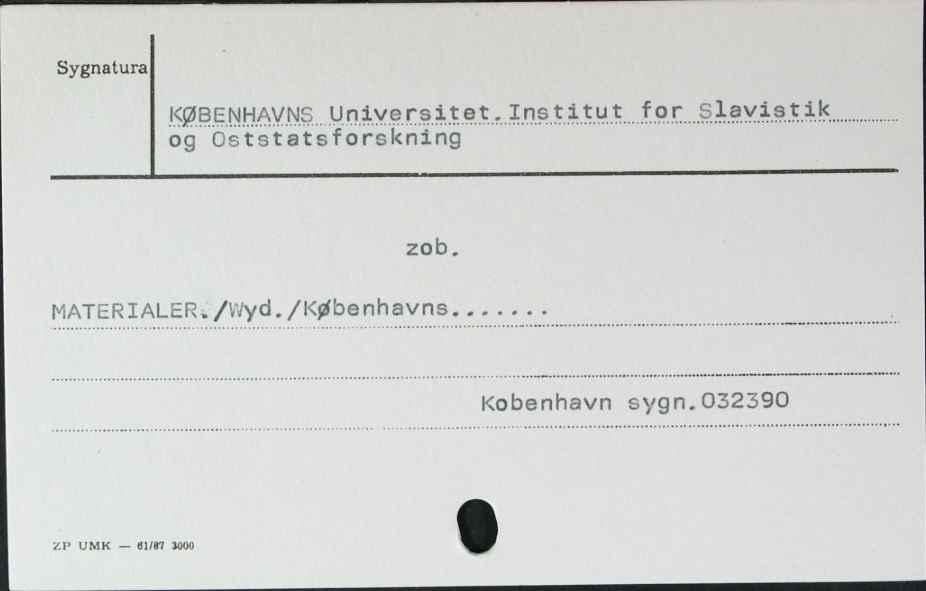 Sygnatura
KØBENHAVNS Universitet.Institut for Slavistik
og Oststatsforskning
zob.
MATERIALER./Wyd./Københavns.......
Kobenhavn sygn.032390
ZP UMK — 61/87 3000